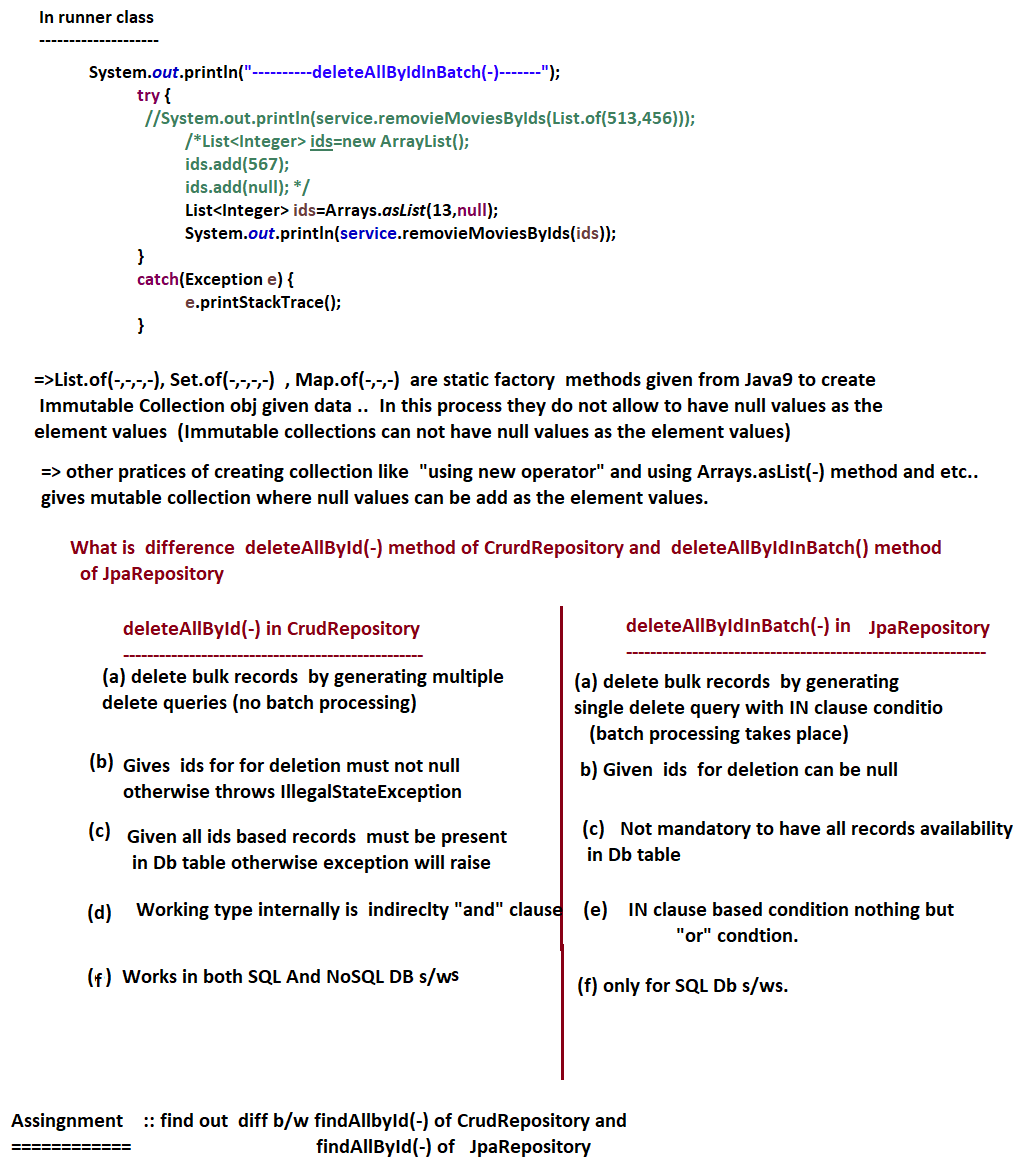 In runner class
--------------------
System.out.println("----------deleteAllByIdInBatch(-)-------");
try {
//System.out.println(service.removieMoviesByIds(List.of(513,456)));
/*List<Integer> ids=new ArrayList();
ids.add(567);
ids.add(null); */
List<Integer> ids=Arrays.asList(13,null);
System.out.println(service.removieMoviesByIds(ids));
}
catch(Exception e) {
e.printStackTrace();
}
=>List.of(-,-,-,-), Set.of(-,-,-,-) , Map.of(-,-,-) are static factory methods given from Java9 to create
Immutable Collection obj given data .. In this process they do not allow to have null values as the
element values (Immutable collections can not have null values as the element values)
=> other pratices of creating collection like "using new operator" and using Arrays.asList(-) method and etc..
gives mutable collection where null values can be add as the element values.
What is difference deleteAllById(-) method of CrurdRepository and deleteAllByIdInBatch() method
of JpaRepository
deleteAllById(-) in CrudRepository
--------------------------------------------------
(a) delete bulk records by generating multiple
delete queries (no batch processing)
(b) Gives ids for for deletion must not null
otherwise throws IllegalStateException
(c) Given all ids based records must be present
in Db table otherwise exception will raise
(d) Working type internally is indireclty "and" clause
(f) Works in both SQL And NoSQL DB s/ws
deleteAllByIdInBatch(-) in JpaRepository
------------------------------------------------------------
(a) delete bulk records by generating
single delete query with IN clause conditio
(batch processing takes place)
b) Given ids for deletion can be null
(c) Not mandatory to have all records availability
in Db table
(e) IN clause based condition nothing but
"or" condtion.
(f) only for SQL Db s/ws.
Assingnment :: find out diff b/w findAllbyId(-) of CrudRepository and
============ findAllById(-) of JpaRepository